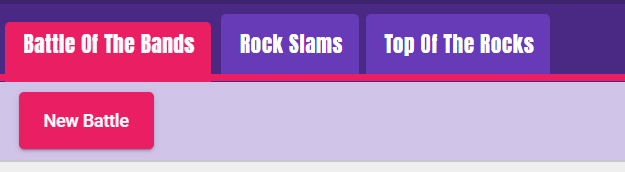 Battle Of The Bands Rock Slams Top Of The Rocks
New Battle